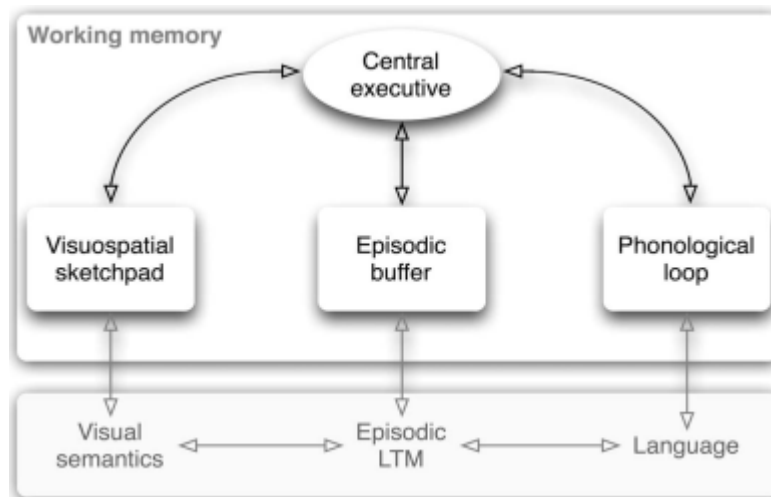 Working memory
Central
executive
Visuospatial
sketchpad
Episodic
buffer
Phonological
loop
Visual
semantics
Episodic
LTM
Language